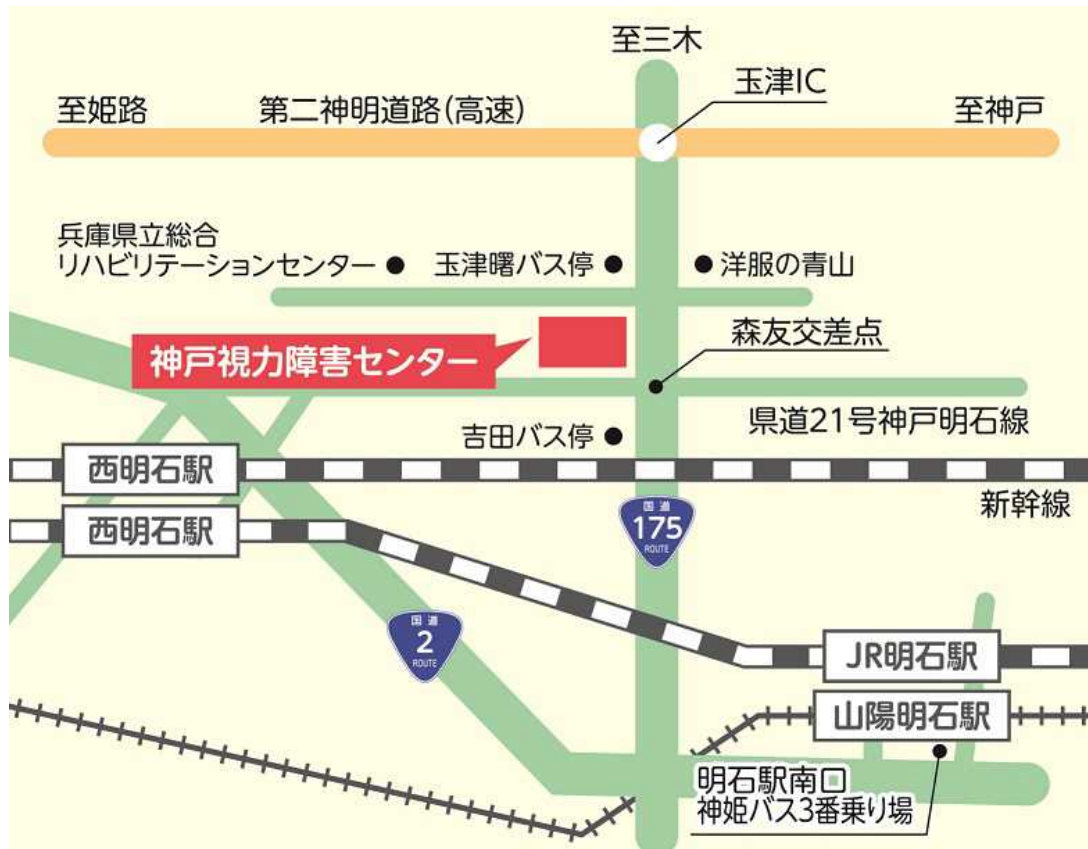 至三木
玉津IC
至姫路
第二神明道路(高速)
至神戸
兵庫県立総合
リハビリテーションセンター
玉津曙バス停
洋服の青山
神戸視力障害センター
森友交差点
県道21号神戸明石線
吉田バス停
西明石駅
新幹線
西明石駅
国道
175
ROUTE
国道
2
ROUTE
JR明石駅
山陽明石駅
明石駅南口
神姫バス3番乗り場